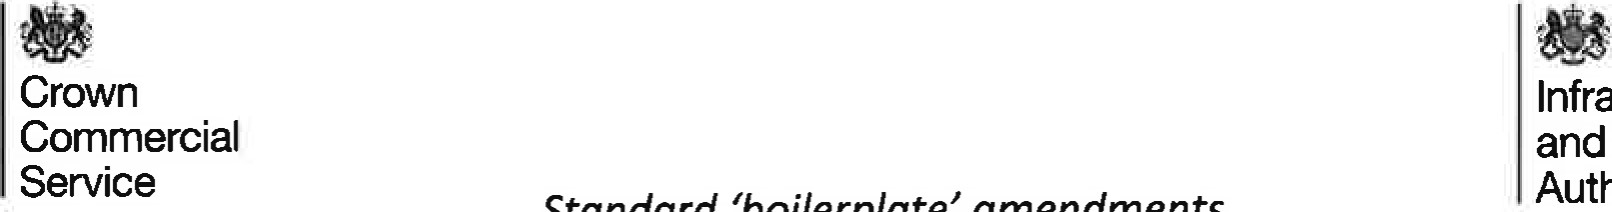 Crown
Commercial
Service
Infra
and
Auth
Standard ‘boilerplate’ amendments